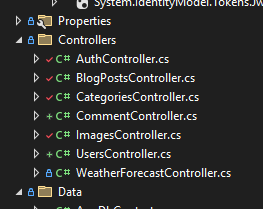 System.IdentityModel.Tokens.Jw
Properties
Controllers
C# AuthController.cs
C# BlogPostsController.cs
C# CategoriesController.cs
C# CommentController.cs
C# ImagesController.cs
C# UsersController.cs
C# WeatherForecastController.cs
Data